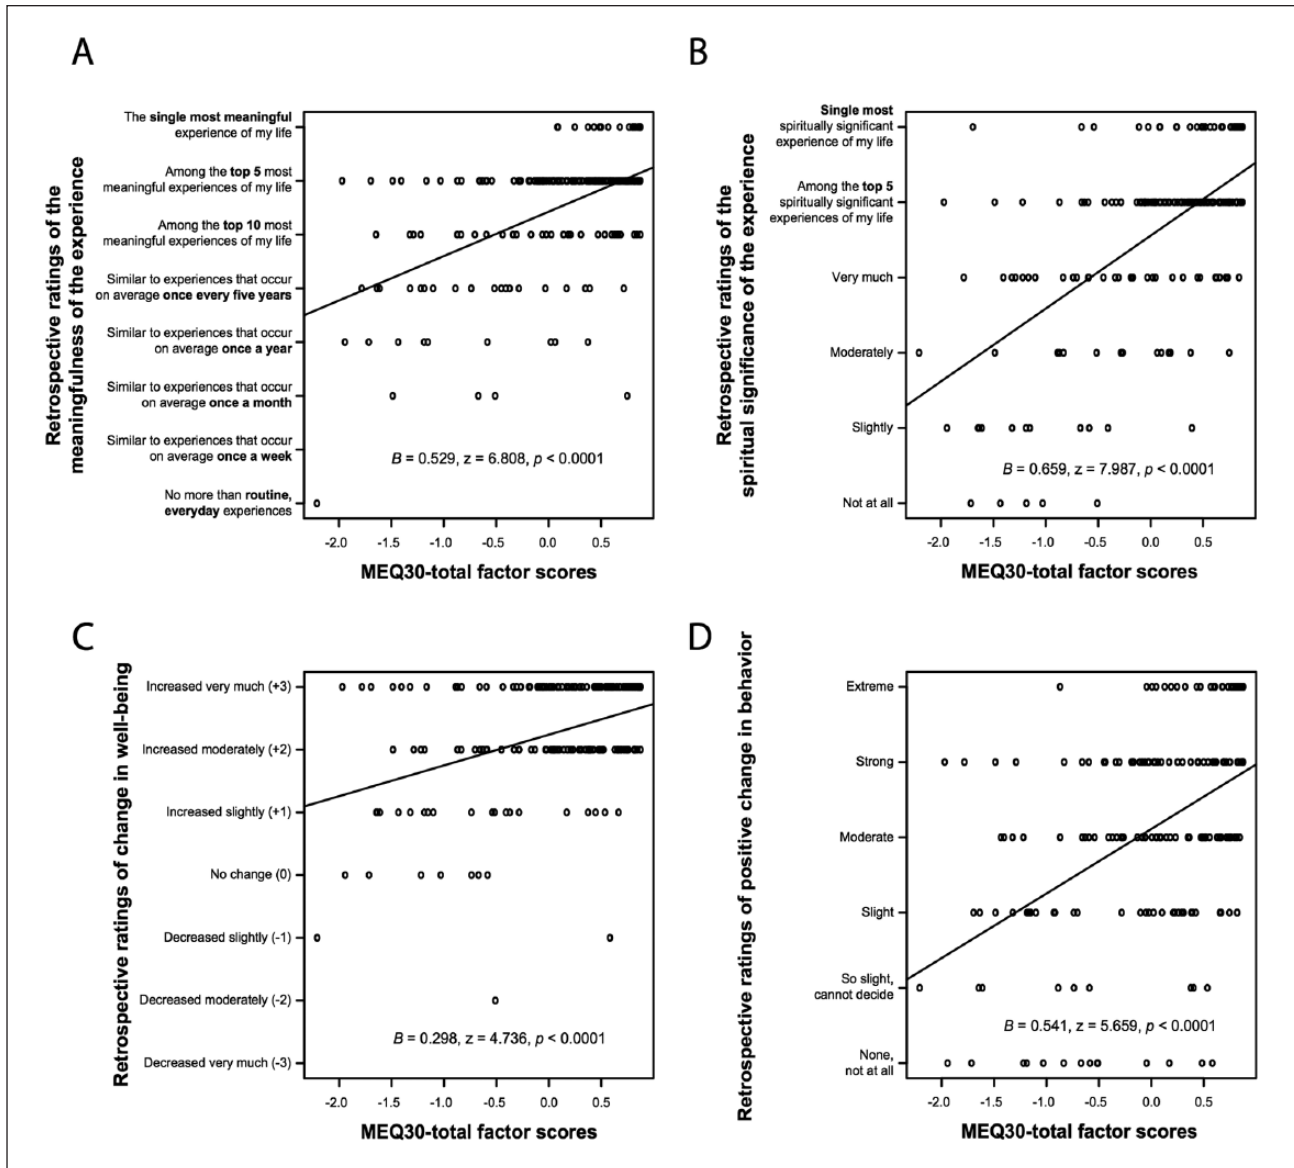 A
Retrospective ratings of the
meaningfulness of the experience
The single most meaningful
experience of my life
Among the top 5 most
meaningful experiences of my life
Among the top 10 most
meaningful experiences of my life
Similar to experiences that occur
on average once every five years
Similar to experiences that occur
on average once a year
Similar to experiences that occur
on average once a month
Similar to experiences that occur
on average once a week
No more than routine,
everyday experiences
B = 0.529, z = 6.808, p < 0.0001
-2.0 -1.5 -1.0 -0.5 0.0 0.5
MEQ30-total factor scores
B
Retrospective ratings of the
spiritual significance of the experience
Single most
spiritually significant
experience of my life
Among the top 5
spiritually significant
experiences of my life
Very much
Moderately
Slightly
Not at all
B = 0.659, z = 7.987, p < 0.0001
-2.0 -1.5 -1.0 -0.5 0.0 0.5
MEQ30-total factor scores
C
Retrospective ratings of change in well-being
Increased very much (+3)
Increased moderately (+2)
Increased slightly (+1)
No change (0)
Decreased slightly (-1)
Decreased moderately (-2)
Decreased very much (-3)
B = 0.298, z = 4.736, p < 0.0001
-2.0 -1.5 -1.0 -0.5 0.0 0.5
MEQ30-total factor scores
D
Retrospective ratings of positive change in behavior
Extreme
Strong
Moderate
Slight
So slight,
cannot decide
None,
not at all
B = 0.541, z = 5.659, p < 0.0001
-2.0 -1.5 -1.0 -0.5 0.0 0.5
MEQ30-total factor scores